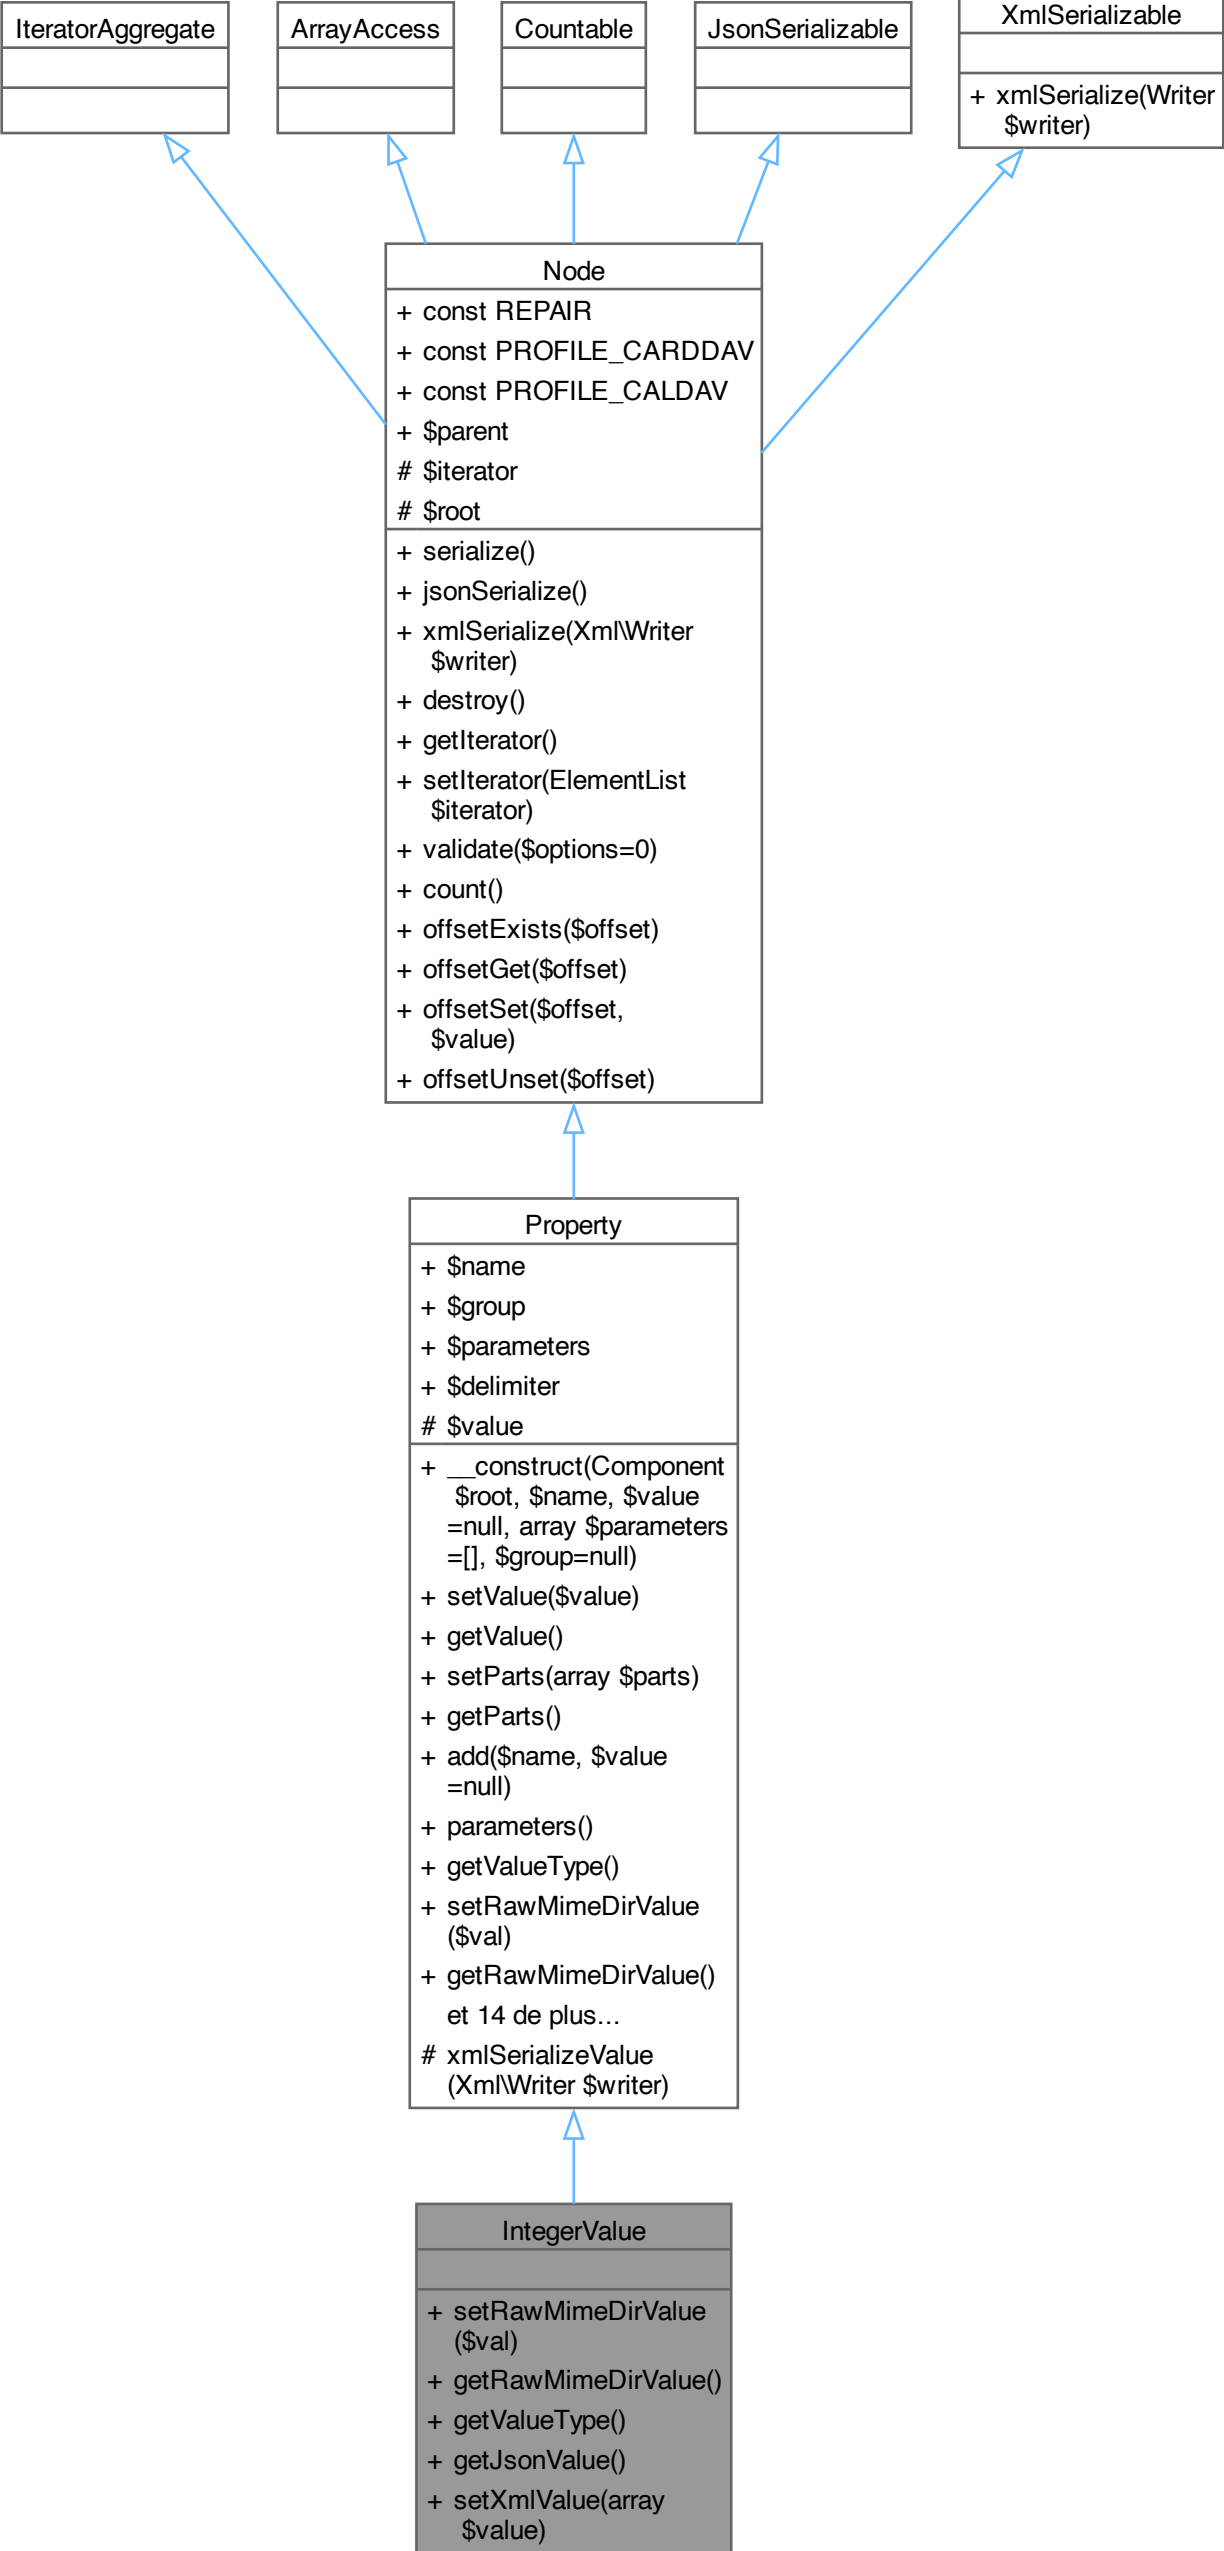 IteratorAggregate
ArrayAccess
Countable
JsonSerializable
XmlSerializable
+ xmlSerialize(Writer
$writer)
Node
+ const REPAIR
+ const PROFILE_CARDDAV
+ const PROFILE_CALDAV
+ $parent
# $iterator
# $root
+ serialize()
+ jsonSerialize()
+ xmlSerialize(Xml\Writer
$writer)
+ destroy()
+ getIterator()
+ setIterator(ElementList
$iterator)
+ validate($options=0)
+ count()
+ offsetExists($offset)
+ offsetGet($offset)
+ offsetSet($offset,
$value)
+ offsetUnset($offset)
Property
+ $name
+ $group
+ $parameters
+ $delimiter
# $value
+ __construct(Component
$root, $name, $value
=null, array $parameters
=[], $group=null)
+ setValue($value)
+ getValue()
+ setParts(array $parts)
+ getParts()
+ add($name, $value
=null)
+ parameters()
+ getValueType()
+ setRawMimeDirValue
($val)
+ getRawMimeDirValue()
et 14 de plus...
# xmlSerializeValue
(Xml\Writer $writer)
IntegerValue
+ setRawMimeDirValue
($val)
+ getRawMimeDirValue()
+ getValueType()
+ getJsonValue()
+ setXmlValue(array
$value)